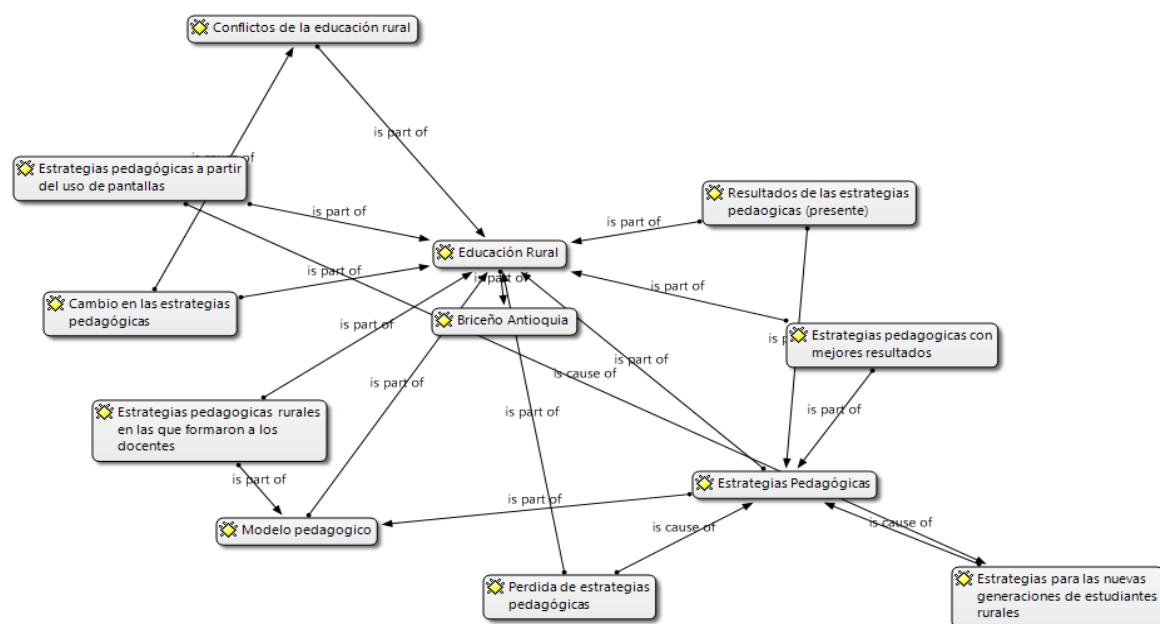 Conflictos de la educación rural
is part of
is cause of
Estrategias pedagógicas a partir
del uso de pantallas
is part of
Resultados de las estrategias
pedaogicas (presente)
is part of
Educación Rural
is part of
is part of
Cambio en las estrategias
pedagógicas
is part of
Briceño Antioquia
is part of
is part of
Estrategias pedagogicas con
mejores resultados
is part of
is cause of
is part of
Estrategias pedagogicas rurales
en las que formaron a los
docentes
is part of
is part of
is part of
Estrategias Pedagógicas
is part of
Modelo pedagogico
is cause of
is cause of
Perdida de estrategias
pedagógicas
Estrategias para las nuevas
generaciones de estudiantes
rurales